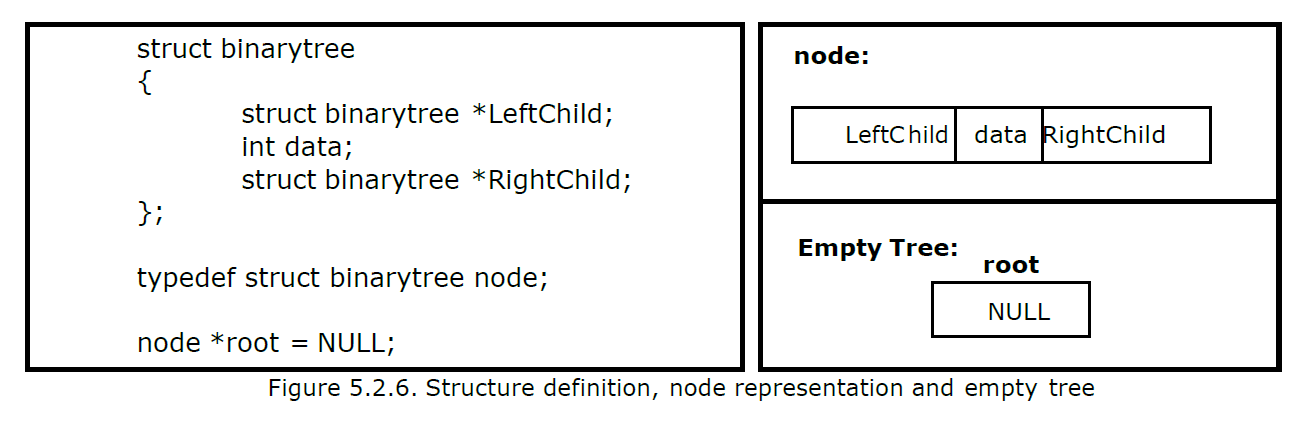 struct binarytree
{
struct binarytree *LeftChild;
int data;
struct binarytree *RightChild;
};
typedef struct binarytree node;
node *root = NULL;
node:
LeftChild data RightChild
Empty Tree:
root
NULL
Figure 5.2.6. Structure definition, node representation and empty tree